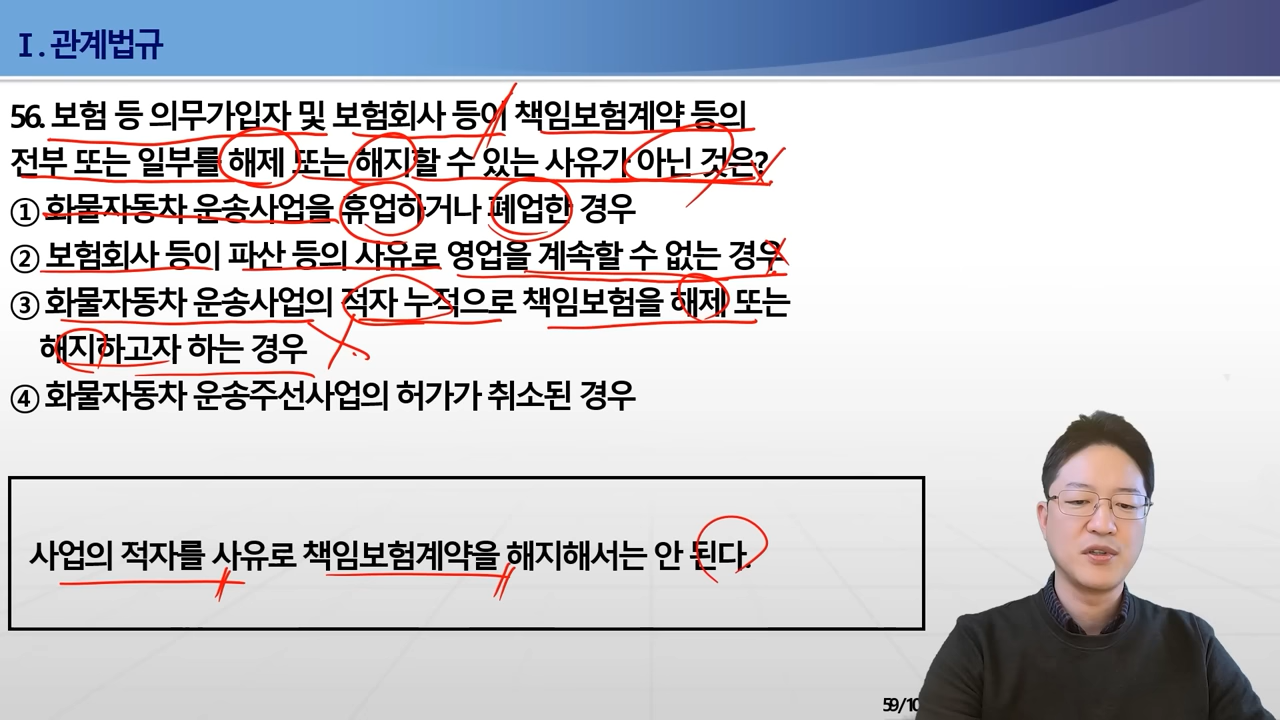 Ⅰ. 관계법규
56. 보험 등 의무가입자 및 보험회사 등이 책임보험계약 등의
전부 또는 일부를 해제 또는 해지할 수 있는 사유가 아닌 것은?
① 화물자동차 운송사업을 휴업하거나 폐업한 경우
② 보험회사 등이 파산 등의 사유로 영업을 계속할 수 없는 경우
③ 화물자동차 운송사업의 적자 누적으로 책임보험을 해제 또는
해지하고자 하는 경우
④ 화물자동차 운송주선사업의 허가가 취소된 경우
사업의 적자를 사유로 책임보험계약을 해지해서는 안 된다.
59/10